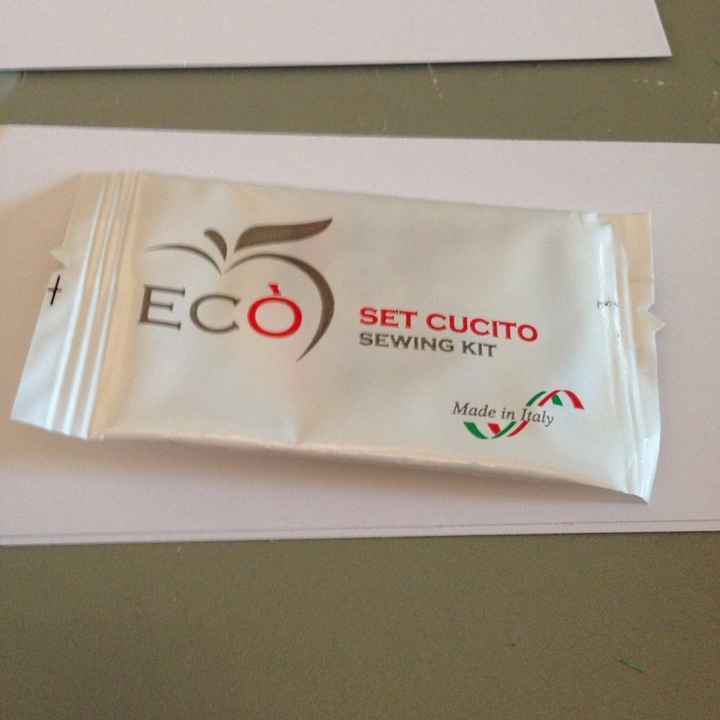 ECÒ
SET CUCITO
SEWING KIT
Made in Italy